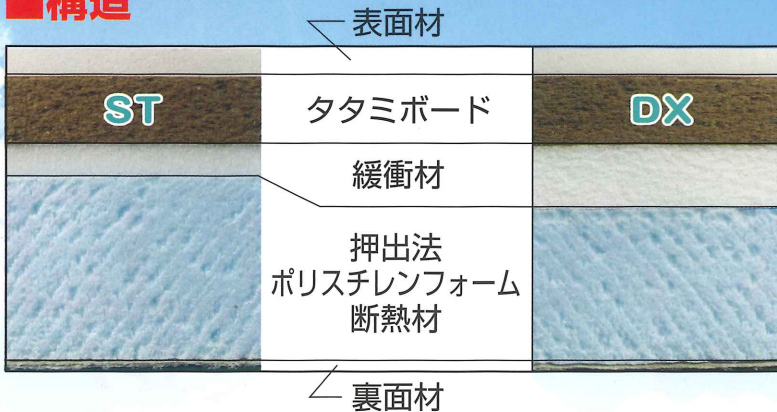 ■構造
表面材
ST
タタミボード
DX
緩衝材
押出法
ポリスチレンフォーム
断熱材
裏面材